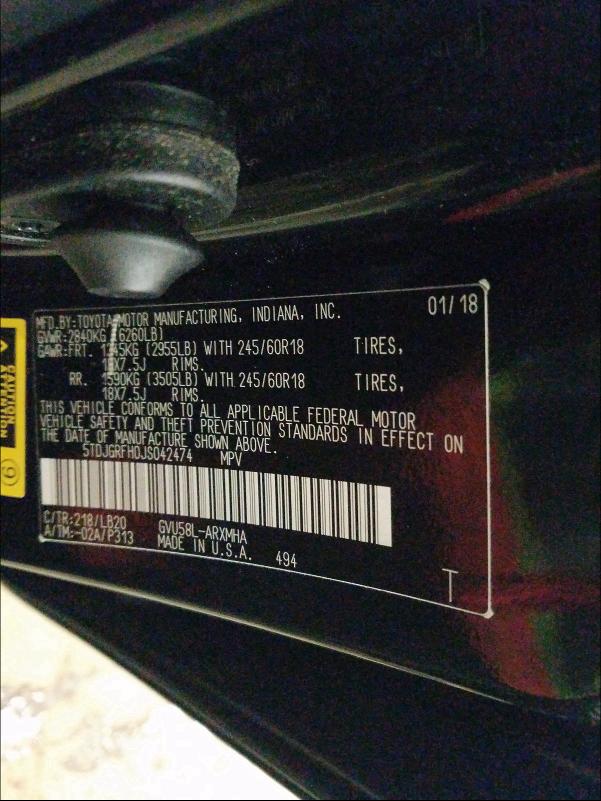 MFD.BY:TOYOTA MOTOR MANUFACTURING, INDIANA, INC. 01/18
GVWR:2840KG (6260LB)
GAWR:FRT. 1345KG (2955LB) WITH 245/60R18 TIRES,
18X7.5J RIMS.
RR. 1590KG (3505LB) WITH 245/60R18 TIRES,
18X7.5J RIMS.
THIS VEHICLE CONFORMS TO ALL APPLICABLE FEDERAL MOTOR
VEHICLE SAFETY AND THEFT PREVENTION STANDARDS IN EFFECT ON
THE DATE OF MANUFACTURE SHOWN ABOVE.
5TDJGRFH0JS042474 MPV
C/TR:218/LB20 GVU58L-ARXMHA
A/TM:-02A/P313 MADE IN U.S.A. 494
T
CAUTION